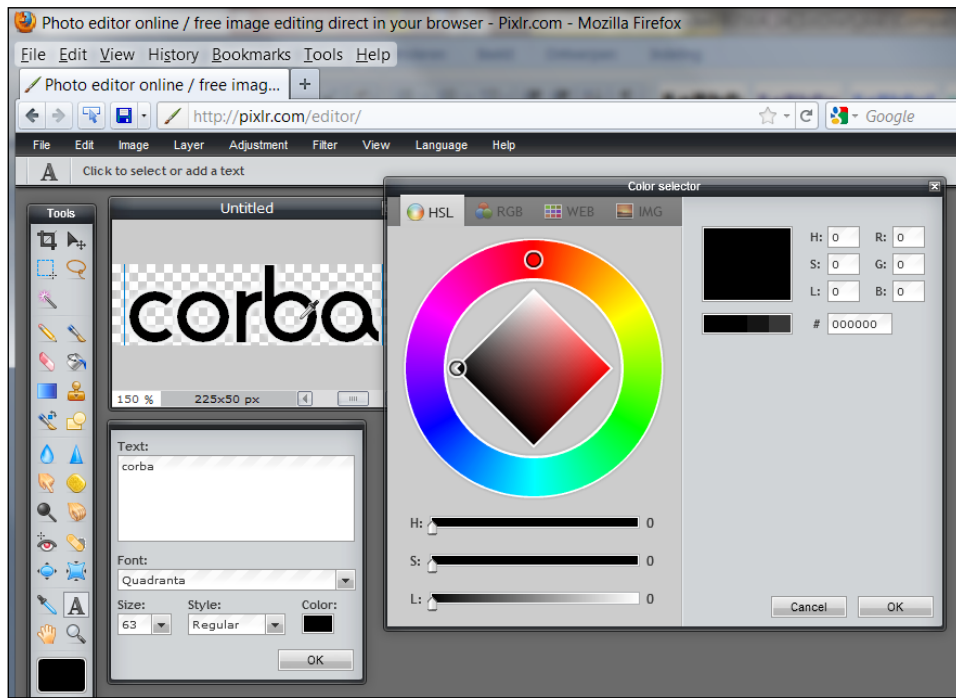 Photo editor online / free image editing direct in your browser - Pixlr.com - Mozilla Firefox
File Edit View History Bookmarks Tools Help
Photo editor online / free imag... +
http://pixlr.com/editor/ Google
File Edit Image Layer Adjustment Filter View Language Help
A Click to select or add a text
Color selector
Tools
Untitled
HSL RGB WEB IMG
H: 0 R: 0
S: 0 G: 0
L: 0 B: 0
# 000000
corba
150 % 225x50 px
Text:
corba
Font:
Quadranta
Size: Style: Color:
63 Regular
OK
A
H: 0
S: 0
L: 0
Cancel OK